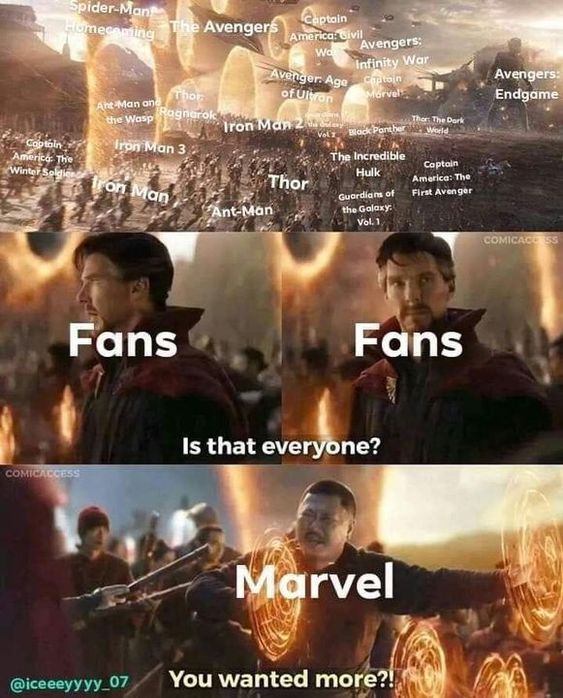 Spider-Man:
Homecoming
The Avengers
Captain
America: Civil
War
Avengers:
Infinity War
Avenger: Age
of Ultron
Captain
Marvel
Avengers:
Endgame
Ant-Man and
the Wasp
Thor:
Ragnarok
Iron Man 2
Vol. 2
Black Panther
Thor: The Dark
World
Captain
America: The
Winter Soldier
Iron Man 3
Iron Man
Ant-Man
Thor
The Incredible
Hulk
Guardians of
the Galaxy:
Vol. 1
Captain
America: The
First Avenger
COMICACCESS
Fans
Fans
Is that everyone?
COMICACCESS
Marvel
@iceeeyyyy_07
You wanted more?!